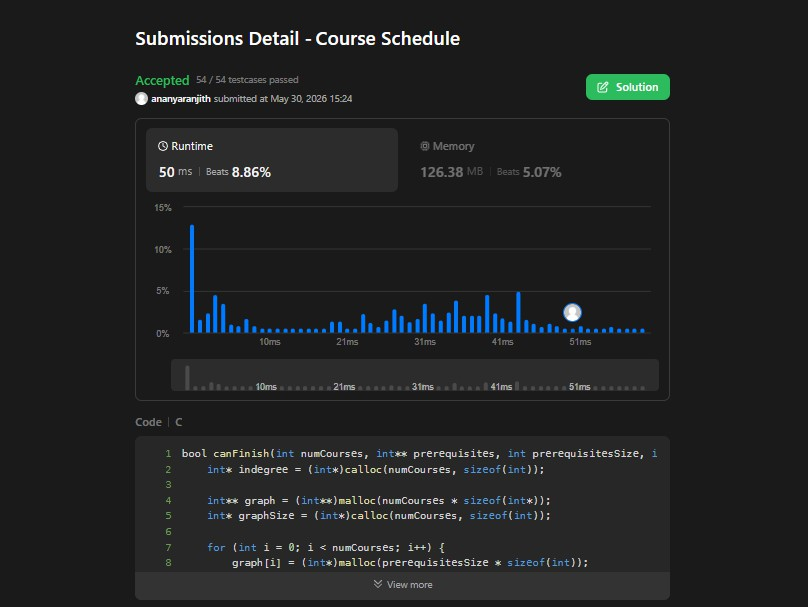 Submissions Detail - Course Schedule
Accepted 54 / 54 testcases passed
ananyaranjith submitted at May 30, 2026 15:24
Solution
Runtime
50 ms | Beats 8.86%
Memory
126.38 MB | Beats 5.07%
15%
10%
5%
0%
10ms 21ms 31ms 41ms 51ms
10ms 21ms 31ms 41ms 51ms
Code | C
1 bool canFinish(int numCourses, int** prerequisites, int prerequisitesSize, i
2 int* indegree = (int*)calloc(numCourses, sizeof(int));
3
4 int** graph = (int**)malloc(numCourses * sizeof(int*));
5 int* graphSize = (int*)calloc(numCourses, sizeof(int));
6
7 for (int i = 0; i < numCourses; i++) {
8 graph[i] = (int*)malloc(prerequisitesSize * sizeof(int));
View more